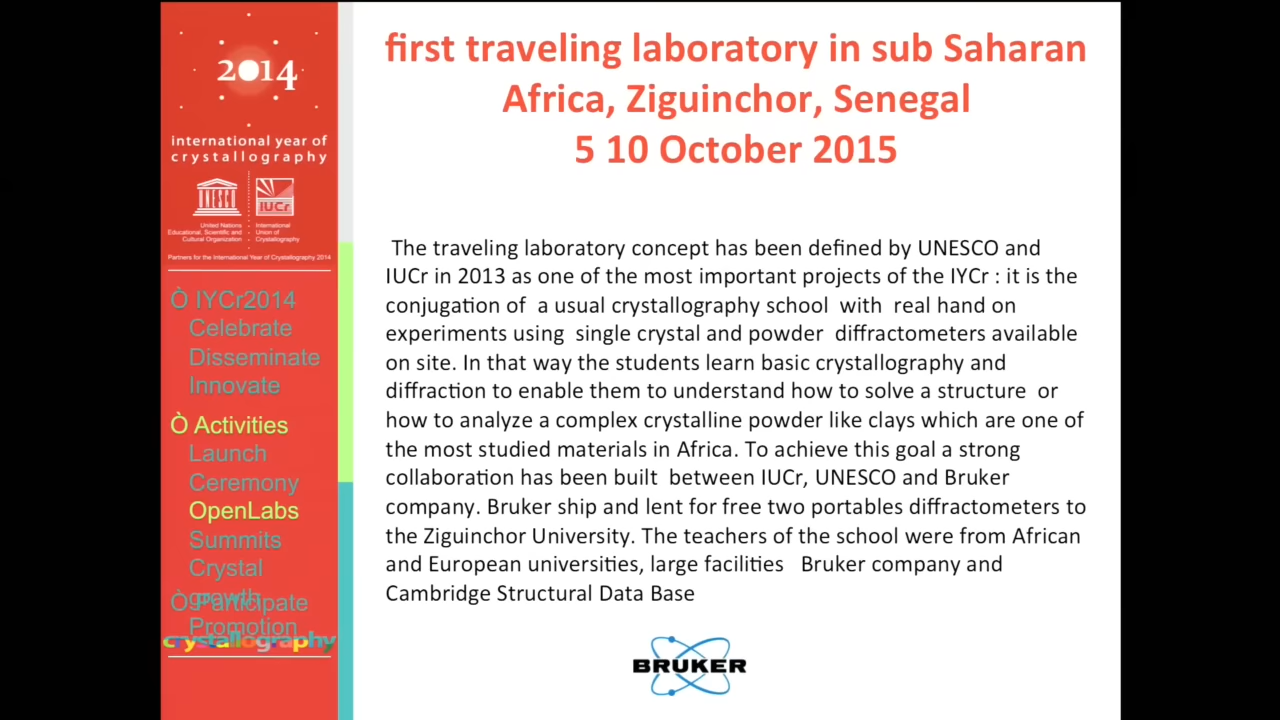 2014
international year of
crystallography
UNESCO
IUCr
United Nations
Educational, Scientific and
Cultural Organization
International
Union of
Crystallography
Partners for the International Year of Crystallography 2014
Ò IYCr2014
Celebrate
Disseminate
Innovate
Ò Activities
Launch
Ceremony
OpenLabs
Summits
Crystal
growth
Ò Participate
Promotion
crystallography
first traveling laboratory in sub Saharan
Africa, Ziguinchor, Senegal
5 10 October 2015
The traveling laboratory concept has been defined by UNESCO and
IUCr in 2013 as one of the most important projects of the IYCr : it is the
conjugation of a usual crystallography school with real hand on
experiments using single crystal and powder diffractometers available
on site. In that way the students learn basic crystallography and
diffraction to enable them to understand how to solve a structure or
how to analyze a complex crystalline powder like clays which are one of
the most studied materials in Africa. To achieve this goal a strong
collaboration has been built between IUCr, UNESCO and Bruker
company. Bruker ship and lent for free two portables diffractometers to
the Ziguinchor University. The teachers of the school were from African
and European universities, large facilities Bruker company and
Cambridge Structural Data Base
BRUKER